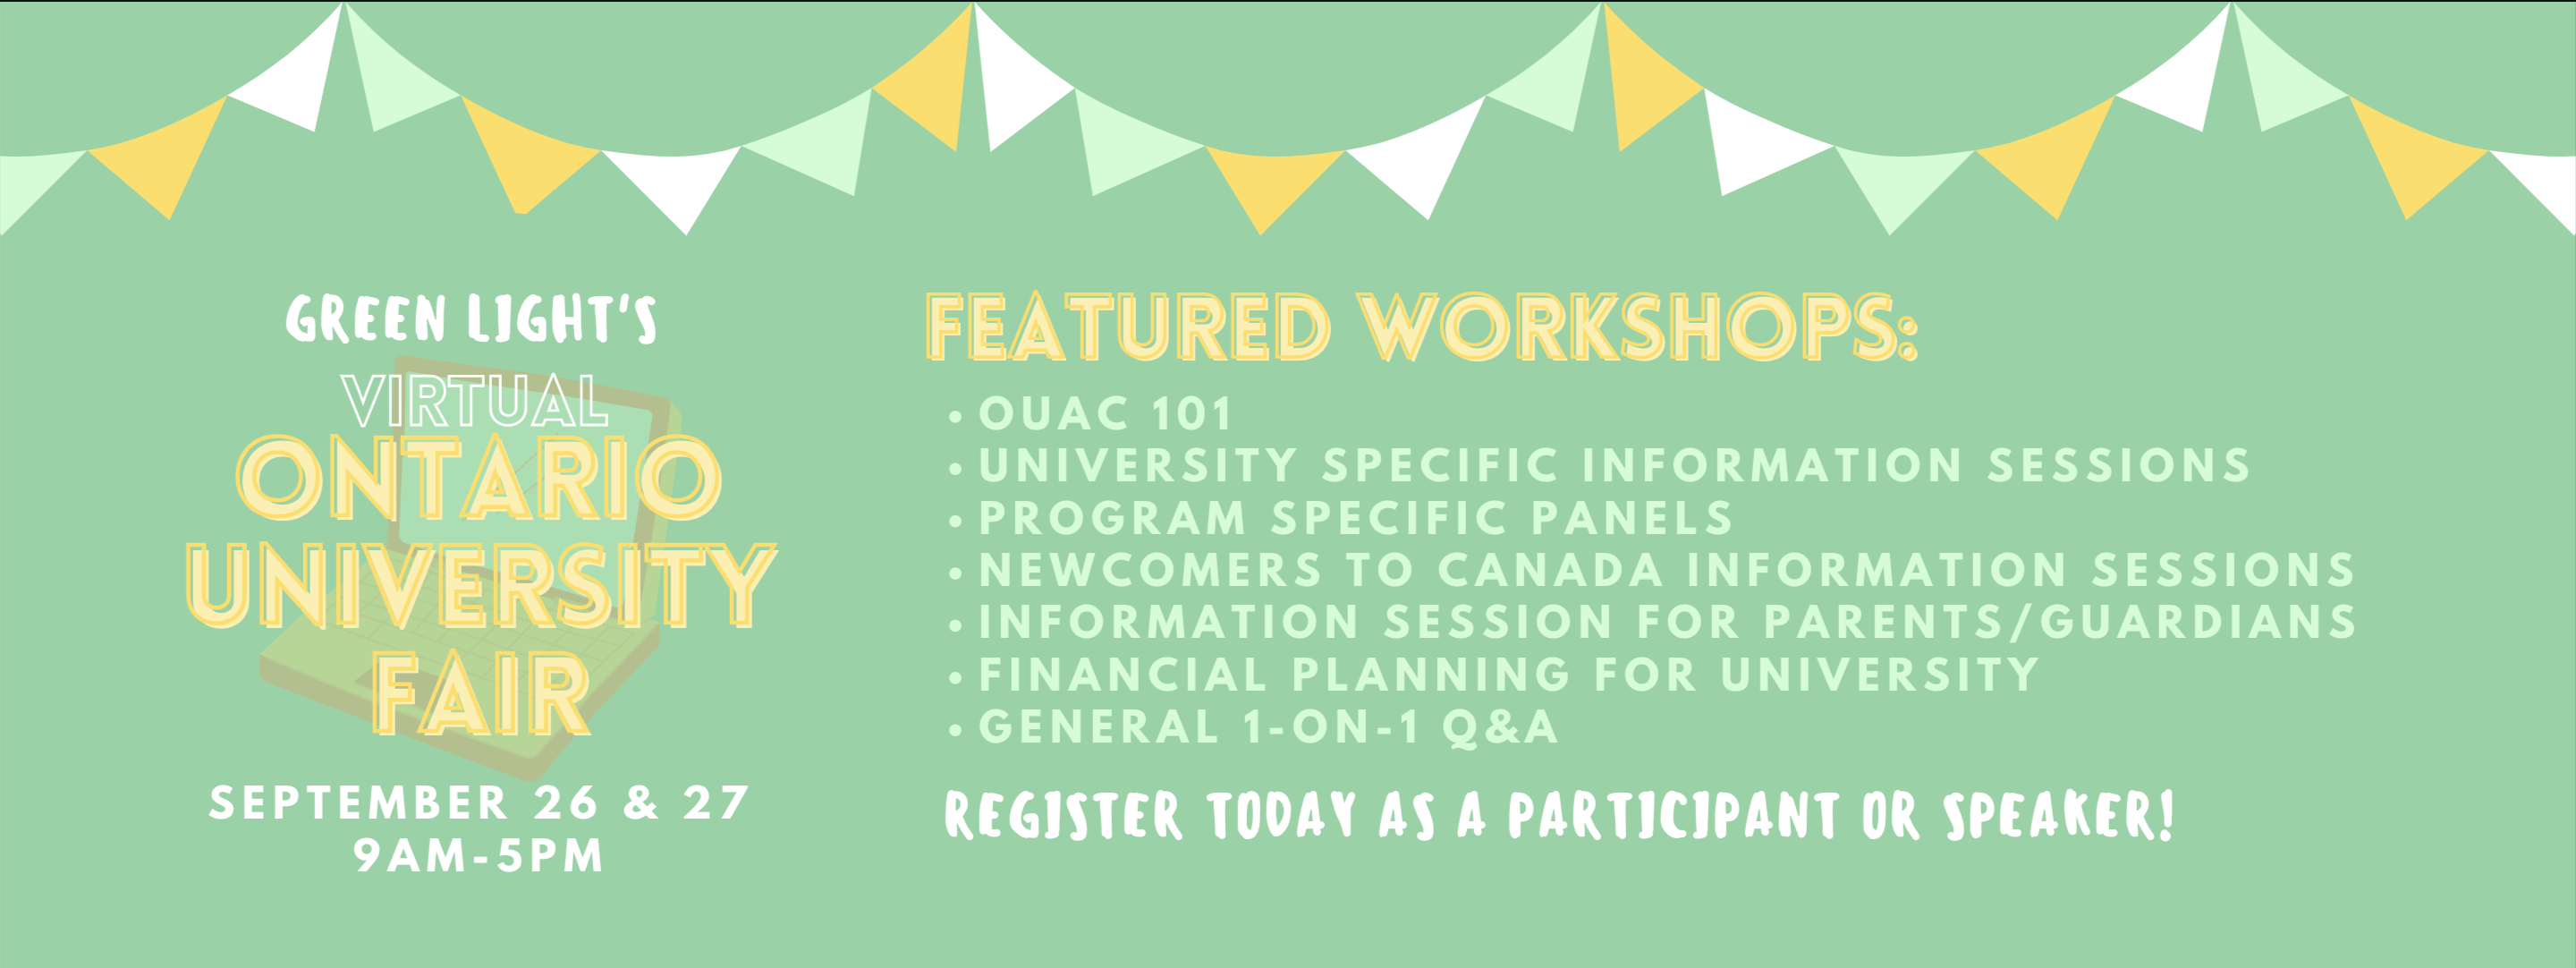 GREEN LIGHT'S
VIRTUAL
ONTARIO
UNIVERSITY
FAIR
SEPTEMBER 26 & 27
9AM-5PM
FEATURED WORKSHOPS:
• OUAC 101
• UNIVERSITY SPECIFIC INFORMATION SESSIONS
• PROGRAM SPECIFIC PANELS
• NEWCOMERS TO CANADA INFORMATION SESSIONS
• INFORMATION SESSION FOR PARENTS/GUARDIANS
• FINANCIAL PLANNING FOR UNIVERSITY
• GENERAL 1-ON-1 Q&A
REGISTER TODAY AS A PARTICIPANT OR SPEAKER!